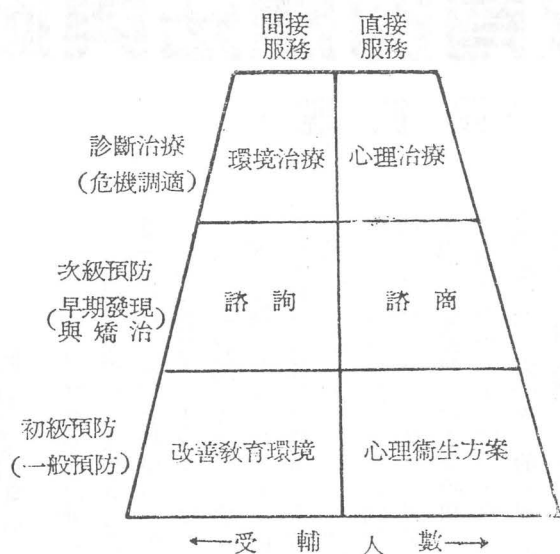 間接 直接
服務 服務
診斷治療
(危機調適)
環境治療 心理治療
次級預防
(早期發現
與矯治)
諮詢 諮商
初級預防
(一般預防)
改善教育環境 心理衞生方案
←受輔人數→